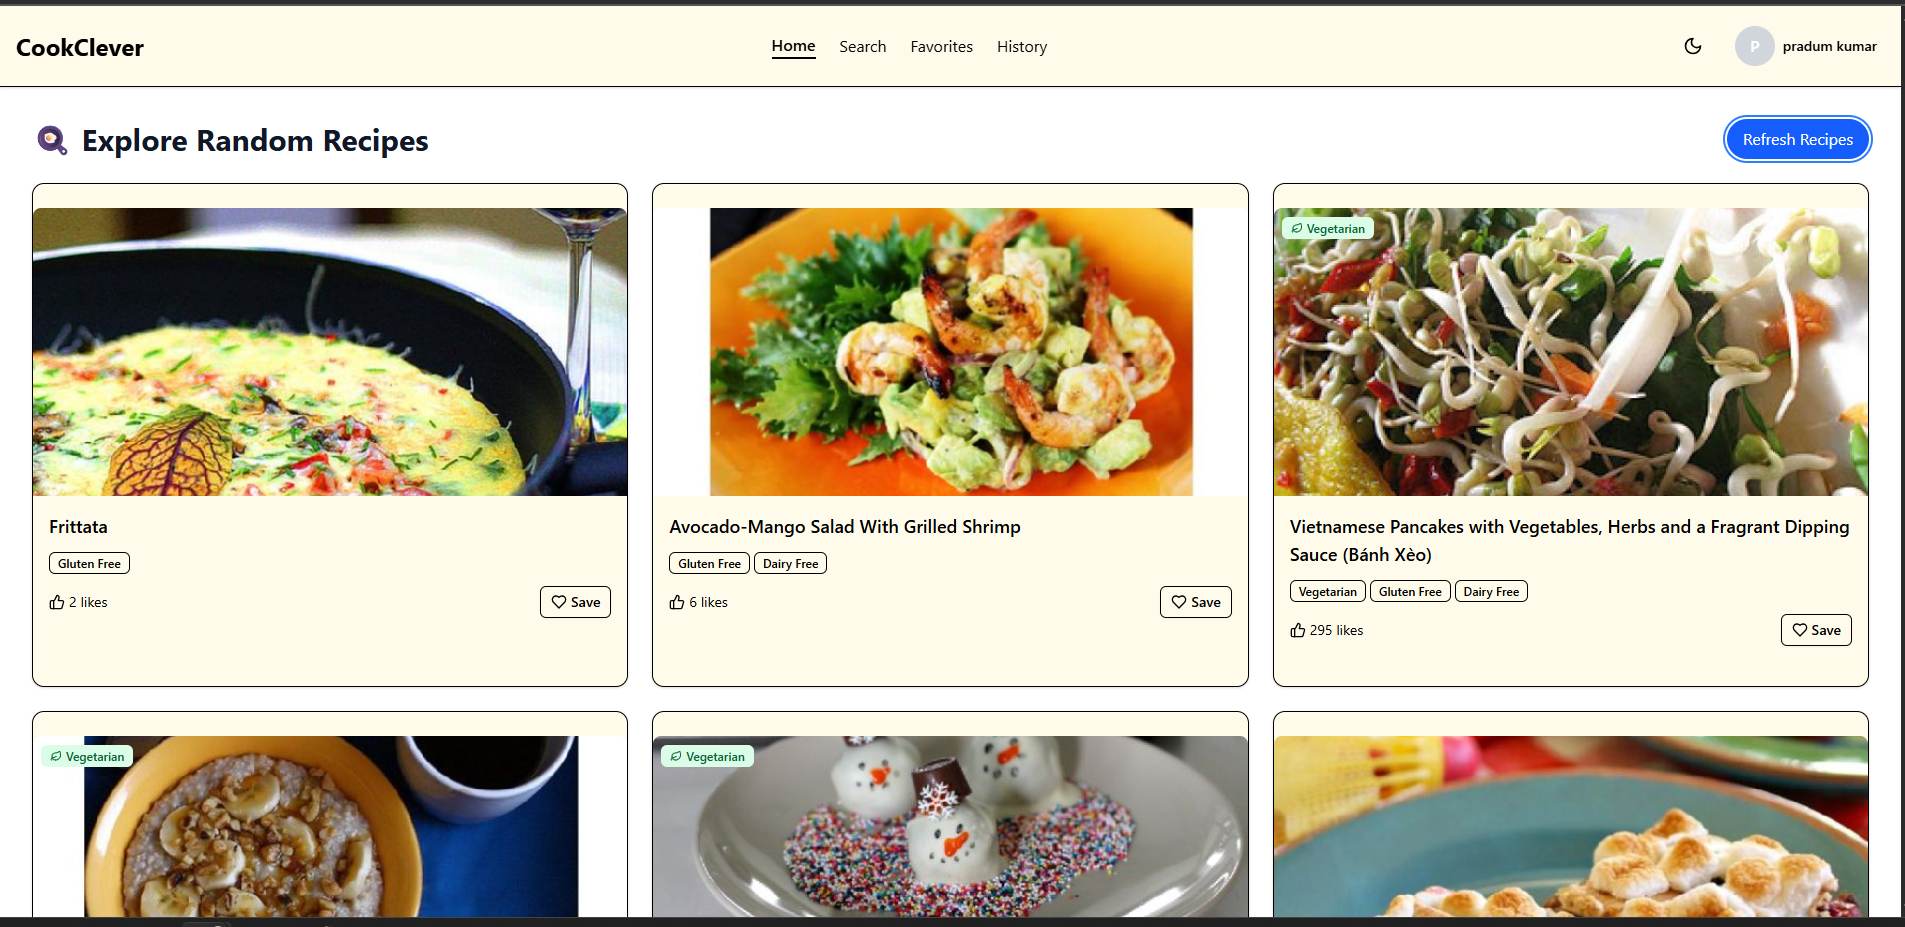 CookClever
Home Search Favorites History
P pradum kumar
Explore Random Recipes
Refresh Recipes
Frittata
Gluten Free
2 likes
Save
Avocado-Mango Salad With Grilled Shrimp
Gluten Free Dairy Free
6 likes
Save
Vegetarian
Vietnamese Pancakes with Vegetables, Herbs and a Fragrant Dipping
Sauce (Bánh Xèo)
Vegetarian Gluten Free Dairy Free
295 likes
Save
Vegetarian
Vegetarian